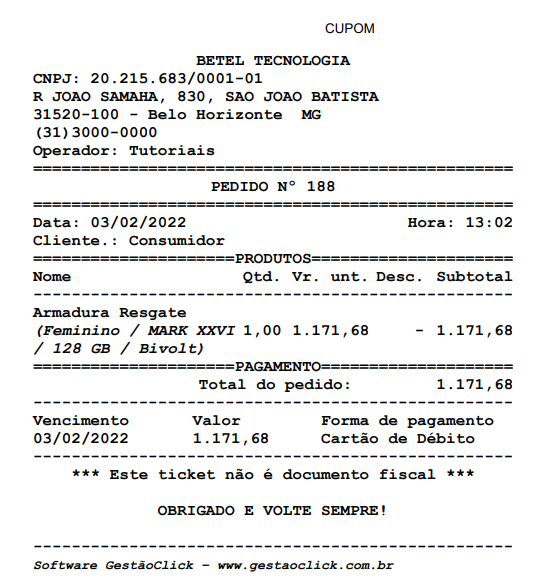 CUPOM
BETEL TECNOLOGIA
CNPJ: 20.215.683/0001-01
R JOAO SAMAHA, 830, SAO JOAO BATISTA
31520-100 - Belo Horizonte  MG
(31)3000-0000
Operador: Tutoriais
==================================================
PEDIDO Nº 188
==================================================
Data: 03/02/2022 Hora: 13:02
Cliente.: Consumidor
=====================PRODUTOS=====================
Nome Qtd. Vr. unt. Desc. Subtotal
--------------------------------------------------
Armadura Resgate
(Feminino / MARK XXVI 1,00 1.171,68 - 1.171,68
/ 128 GB / Bivolt)
=====================PAGAMENTO====================
Total do pedido: 1.171,68
--------------------------------------------------
Vencimento Valor Forma de pagamento
03/02/2022 1.171,68 Cartão de Débito
--------------------------------------------------
*** Este ticket não é documento fiscal ***
OBRIGADO E VOLTE SEMPRE!
--------------------------------------------------
Software GestãoClick - www.gestaoclick.com.br